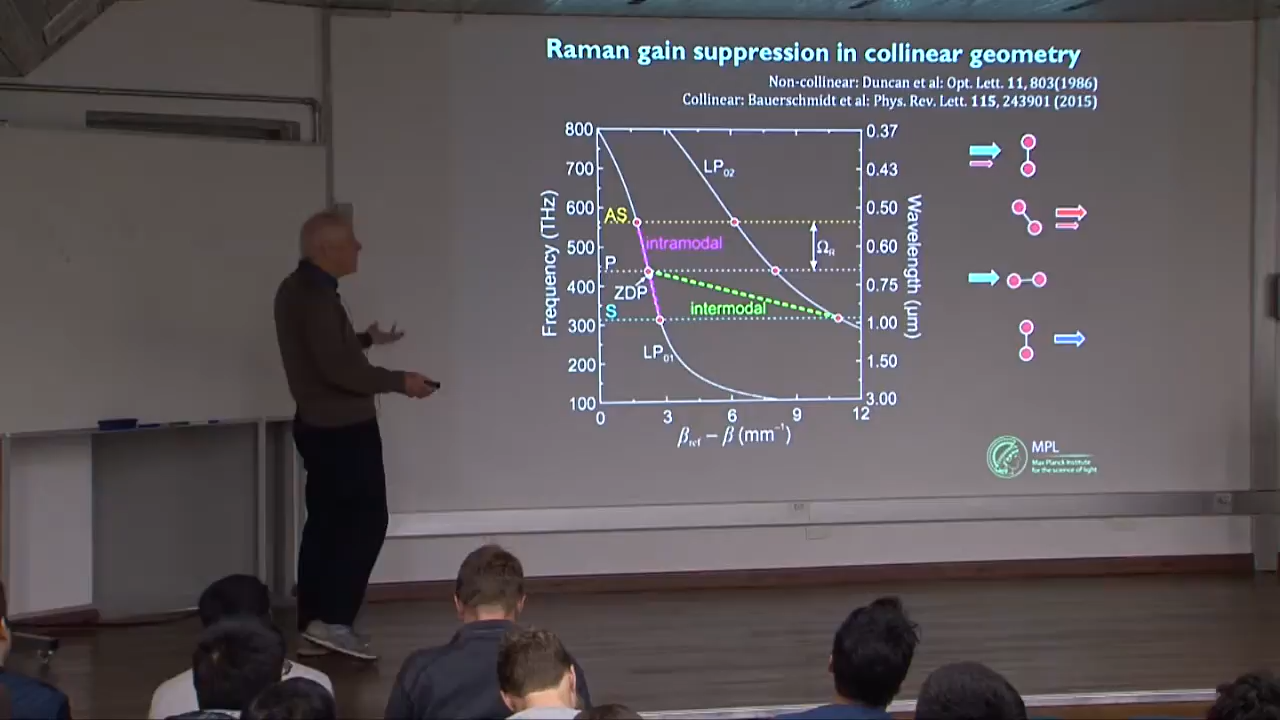 Raman gain suppression in collinear geometry
Non-collinear: Duncan et al: Opt. Lett. 11, 803(1986)
Collinear: Bauerschmidt et al: Phys. Rev. Lett. 115, 243901 (2015)
800
700
600
500
400
300
200
100
Frequency (THz)
0
3
6
9
12
βref – β (mm⁻¹)
0.37
0.43
0.50
0.60
0.75
1.00
1.50
3.00
Wavelength (μm)
LP02
AS
intramodal
ΩR
P
ZDP
intermodal
S
LP01
MPL
Max Planck Institute
for the science of light